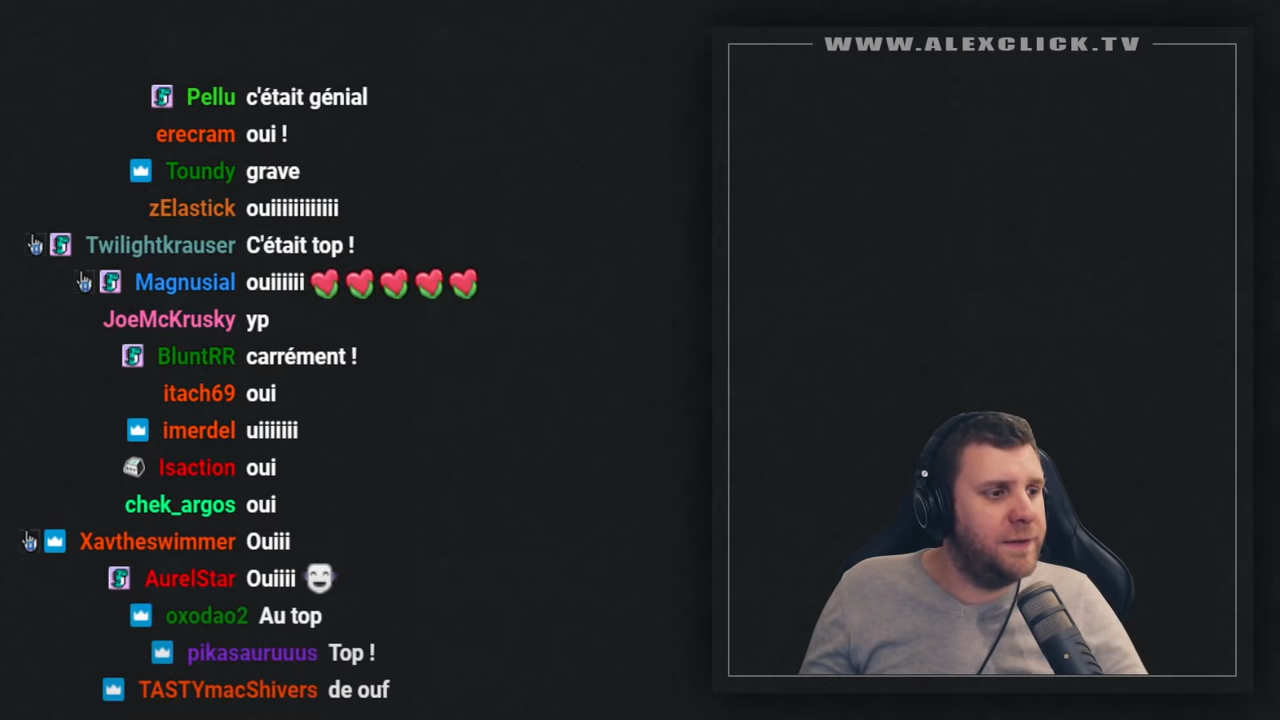 WWW.ALEXCLICK.TV
Pellu c'était génial
erecram oui !
Toundy grave
zElastick ouiiiiiiiiiiii
Twilightkrauser C'était top !
Magnusial ouiiiiii
JoeMcKrusky yp
BluntRR carrément !
itach69 oui
imerdel uiiiiiii
Isaction oui
chek_argos oui
Xavtheswimmer Ouiii
AurelStar Ouiiii
oxodao2 Au top
pikasauruuus Top !
TASTYmacShivers de ouf